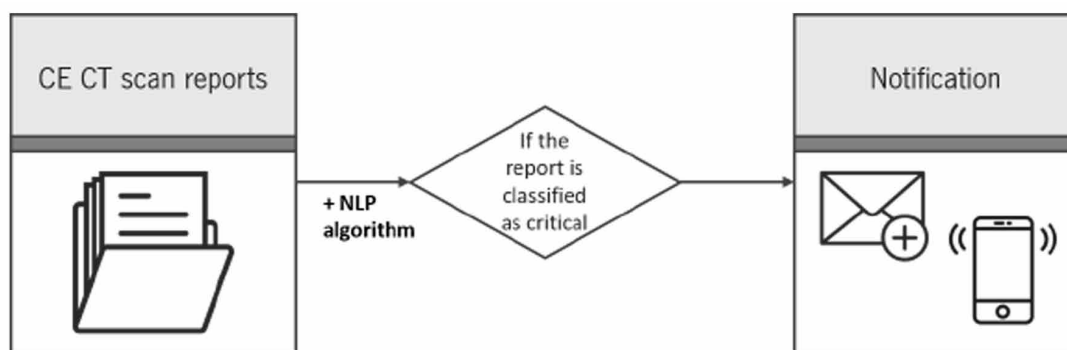 CE CT scan reports
+ NLP
algorithm
If the
report is
classified
as critical
Notification